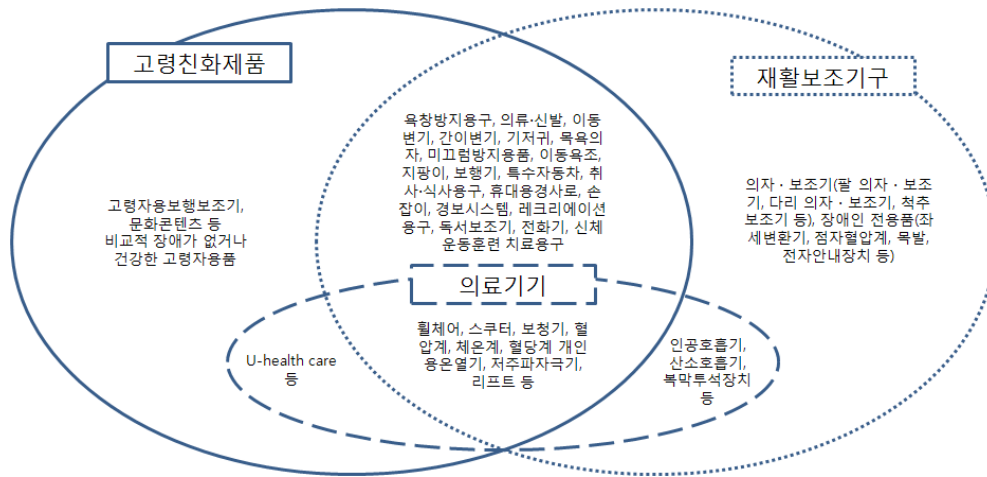 고령친화제품
재활보조기구
욕창방지용구, 의류·신발, 이동
변기, 간이변기, 기저귀, 목욕의
자, 미끄럼방지용품, 이동욕조,
지팡이, 보행기, 특수자동차, 취
사·식사용구, 휴대용경사로, 손
잡이, 경보시스템, 레크리에이션
용구, 독서보조기, 전화기, 신체
운동훈련 치료용구
고령자용보행보조기,
문화콘텐츠 등
비교적 장애가 없거나
건강한 고령자용품
의자·보조기(팔 의자·보조
기, 다리 의자·보조기, 척추
보조기 등), 장애인 전용품(좌
세변환기, 점자혈압계, 목발,
전자안내장치 등)
의료기기
휠체어, 스쿠터, 보청기, 혈
압계, 체온계, 혈당계 개인
용온열기, 저주파자극기,
리프트 등
U-health care
등
인공호흡기,
산소호흡기,
복막투석장치
등